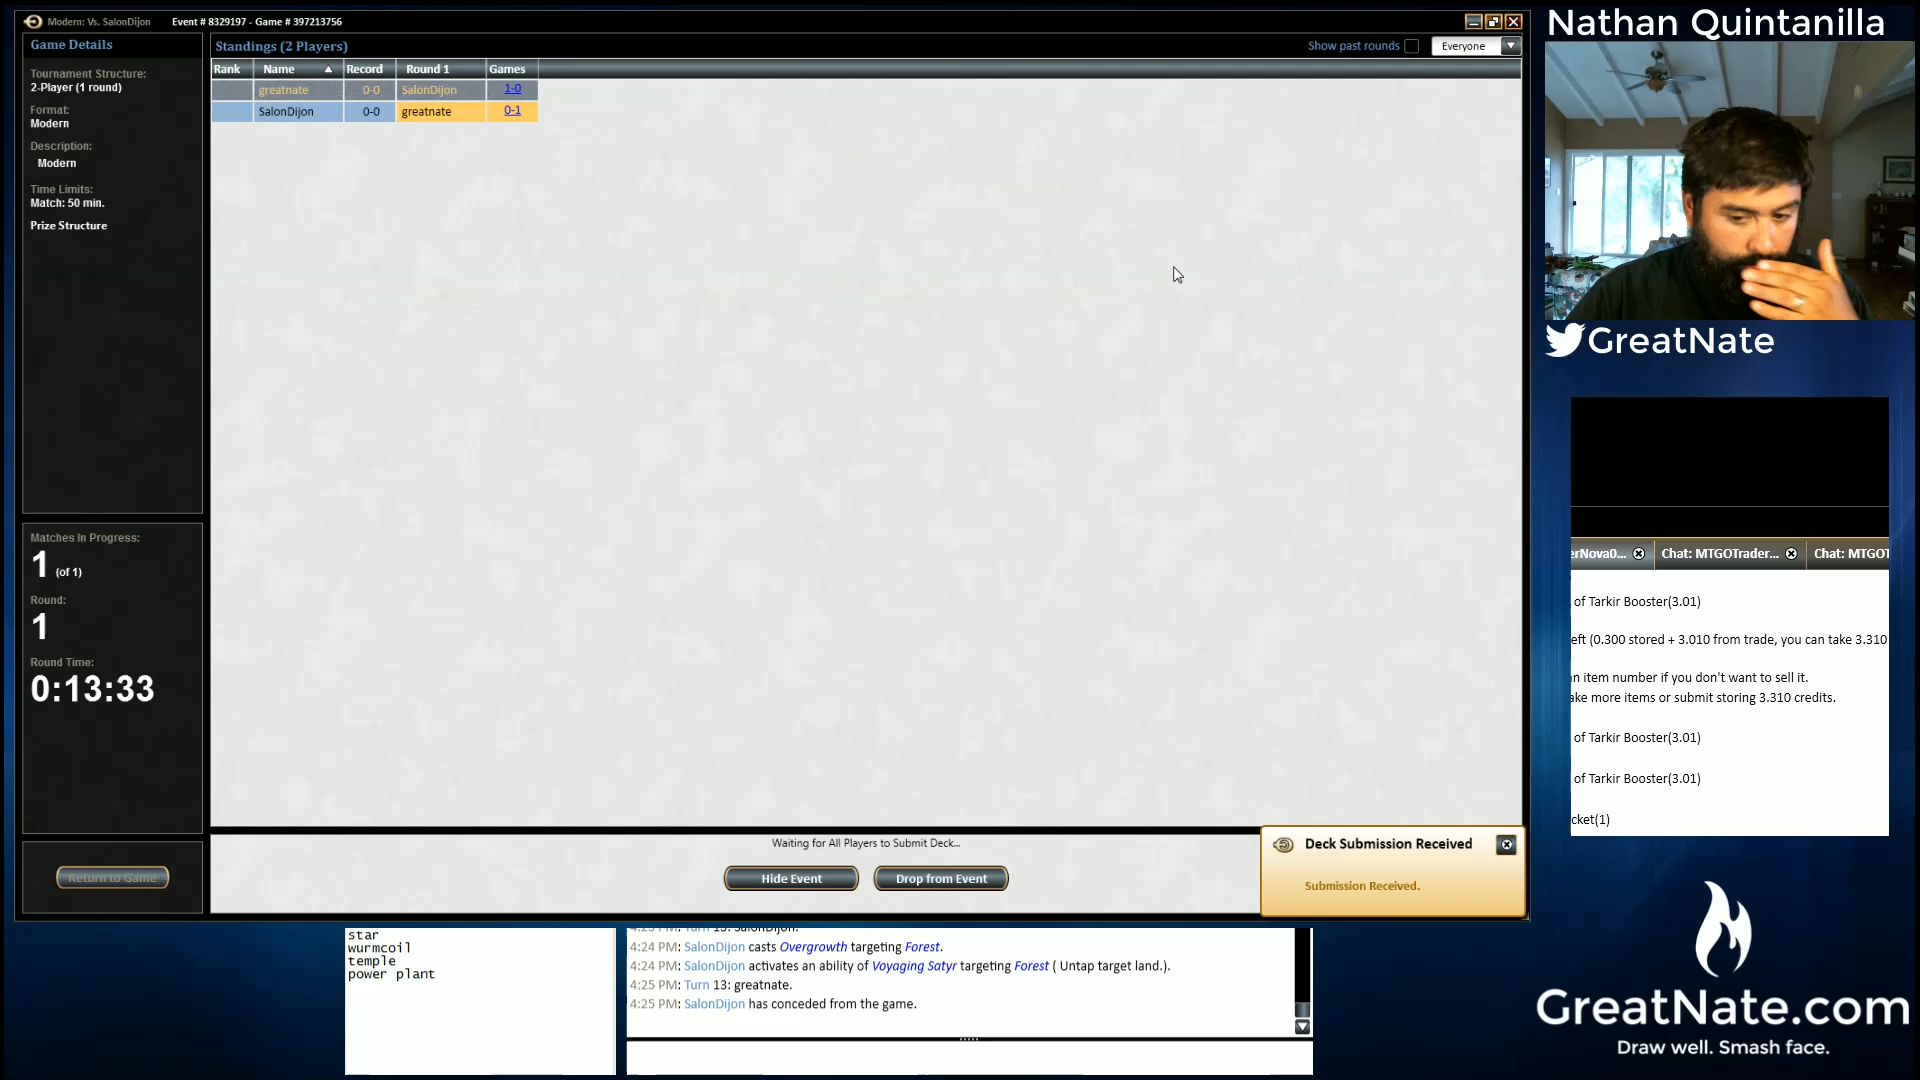 Modern: Vs. SalonDijon Event # 8329197 - Game # 397213756
Nathan Quintanilla
Game Details
Standings (2 Players)
Show past rounds
Everyone
Rank Name Record Round 1 Games
greatnate 0-0 SalonDijon 1-0
SalonDijon 0-0 greatnate 0-1
Tournament Structure:
2-Player (1 round)
Format:
Modern
Description:
Modern
Time Limits:
Match: 50 min.
Prize Structure
GreatNate
Matches In Progress:
1 (of 1)
Round:
1
Round Time:
0:13:33
Return to Game
erNova0... Chat: MTGOTrader... Chat: MTGOT
of Tarkir Booster(3.01)
eft (0.300 stored + 3.010 from trade, you can take 3.310
n item number if you don't want to sell it.
ake more items or submit storing 3.310 credits.
of Tarkir Booster(3.01)
of Tarkir Booster(3.01)
cket(1)
Waiting for All Players to Submit Deck...
Hide Event
Drop from Event
Deck Submission Received
Submission Received.
star
wurmcoil
temple
power plant
4:23 PM: Turn 13: SalonDijon.
4:24 PM: SalonDijon casts Overgrowth targeting Forest.
4:24 PM: SalonDijon activates an ability of Voyaging Satyr targeting Forest ( Untap target land.).
4:25 PM: Turn 13: greatnate.
4:25 PM: SalonDijon has conceded from the game.
GreatNate.com
Draw well. Smash face.